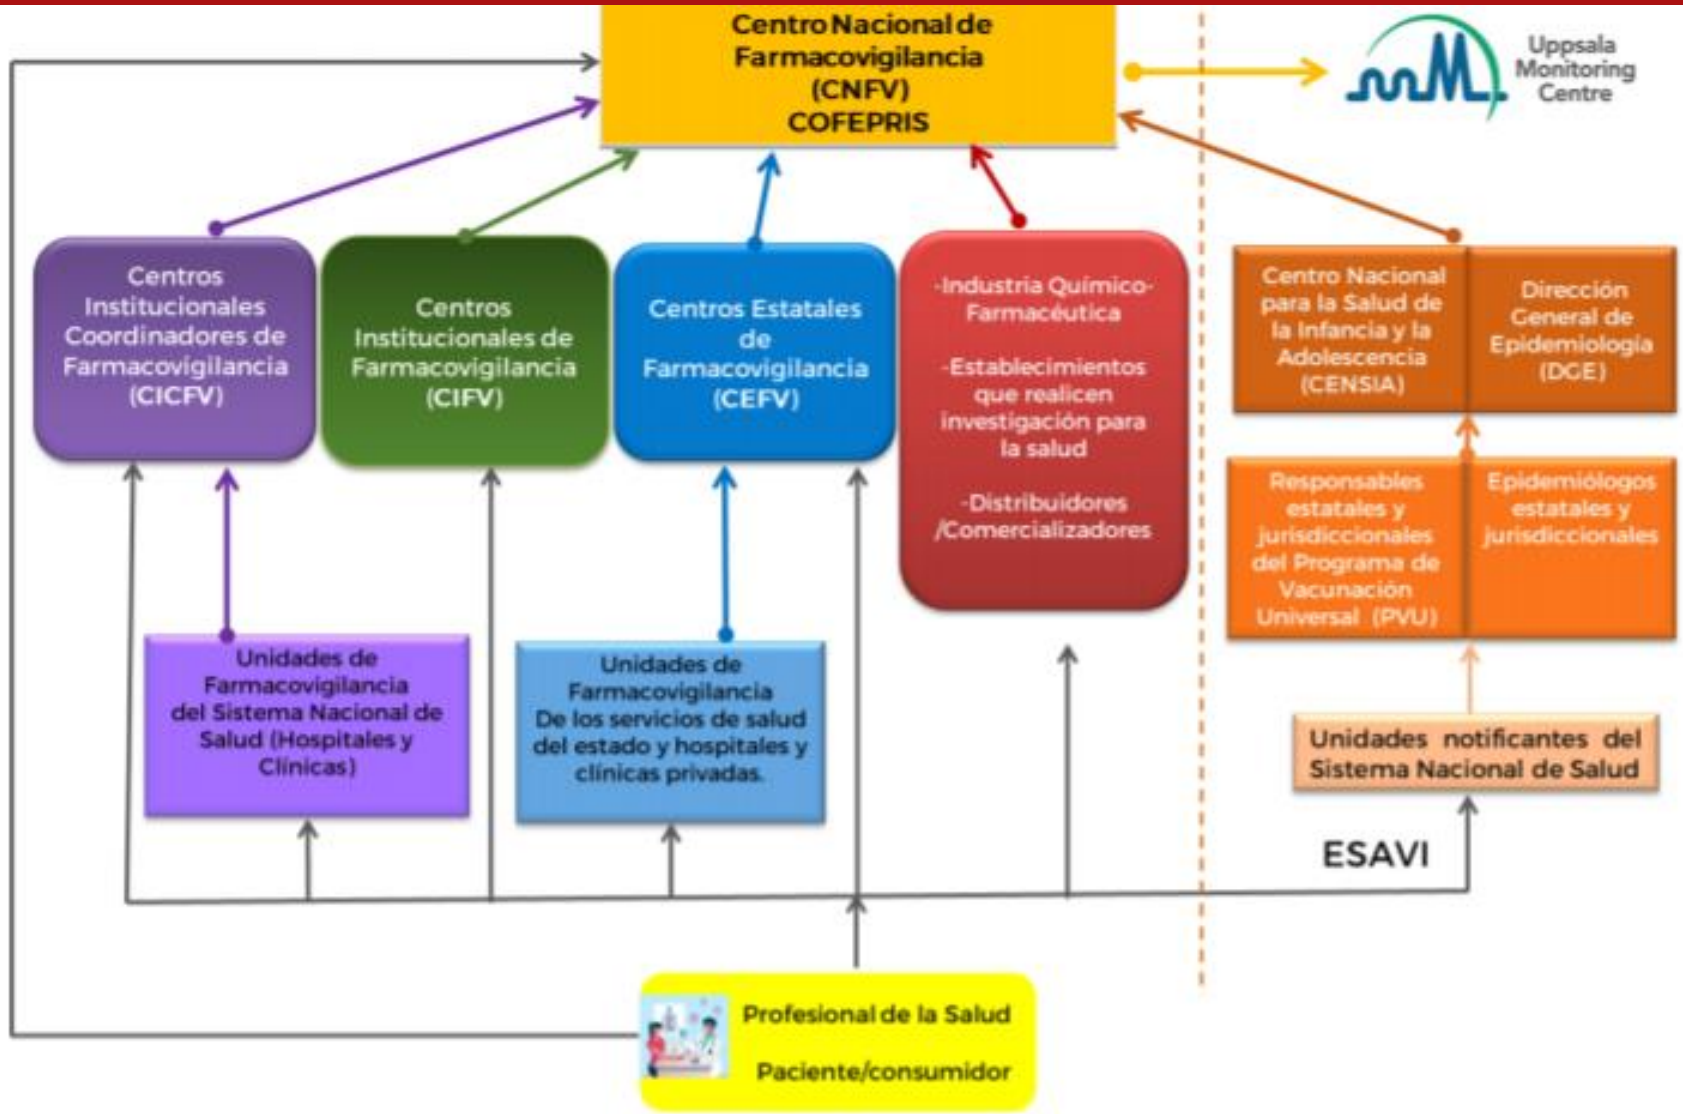 Centro Nacional de
Farmacovigilancia
(CNFV)
COFEPRIS
Uppsala
Monitoring
Centre
Centros
Institucionales
Coordinadores de
Farmacovigilancia
(CICFV)
Centros
Institucionales de
Farmacovigilancia
(CIFV)
Centros Estatales
de
Farmacovigilancia
(CEFV)
-Industria Químico-
Farmacéutica
-Establecimientos
que realicen
investigación para
la salud
-Distribuidores
/Comercializadores
Centro Nacional
para la Salud de
la Infancia y la
Adolescencia
(CENSIA)
Dirección
General de
Epidemiología
(DGE)
Responsables
estatales y
jurisdiccionales
del Programa de
Vacunación
Universal (PVU)
Epidemiólogos
estatales y
jurisdiccionales
Unidades de
Farmacovigilancia
del Sistema Nacional de
Salud (Hospitales y
Clínicas)
Unidades de
Farmacovigilancia
De los servicios de salud
del estado y hospitales y
clínicas privadas.
Unidades notificantes del
Sistema Nacional de Salud
ESAVI
Profesional de la Salud
Paciente/consumidor